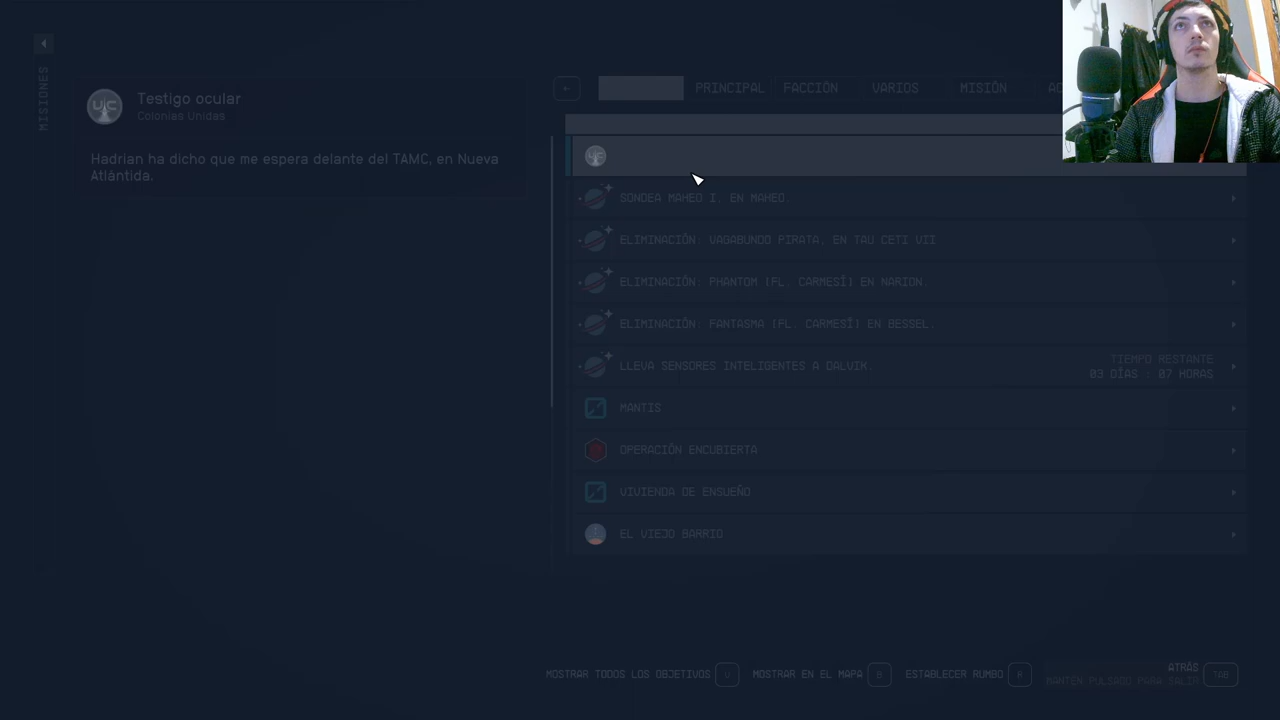 MISIONES
UC
Testigo ocular
Colonias Unidas
Hadrian ha dicho que me espera delante del TAMC, en Nueva
Atlántida.
PRINCIPAL FACCIÓN VARIOS MISIÓN
SONDEA MAHEO I. EN MAHEO.
ELIMINACIÓN: VAGABUNDO PIRATA, EN TAU CETI VII
ELIMINACIÓN: PHANTOM (FL. CARMESÍ) EN NARION.
ELIMINACIÓN: FANTASMA (FL. CARMESÍ) EN BESSEL.
LLEVA SENSORES INTELIGENTES A DALVIK.
TIEMPO RESTANTE
03 DÍAS : 07 HORAS
MANTIS
OPERACIÓN ENCUBIERTA
VIVIENDA DE ENSUEÑO
EL VIEJO BARRIO
MOSTRAR TODOS LOS OBJETIVOS MOSTRAR EN EL MAPA ESTABLECER RUMBO R ATRÁS TAB
MANTÉN PULSADO PARA SALIR